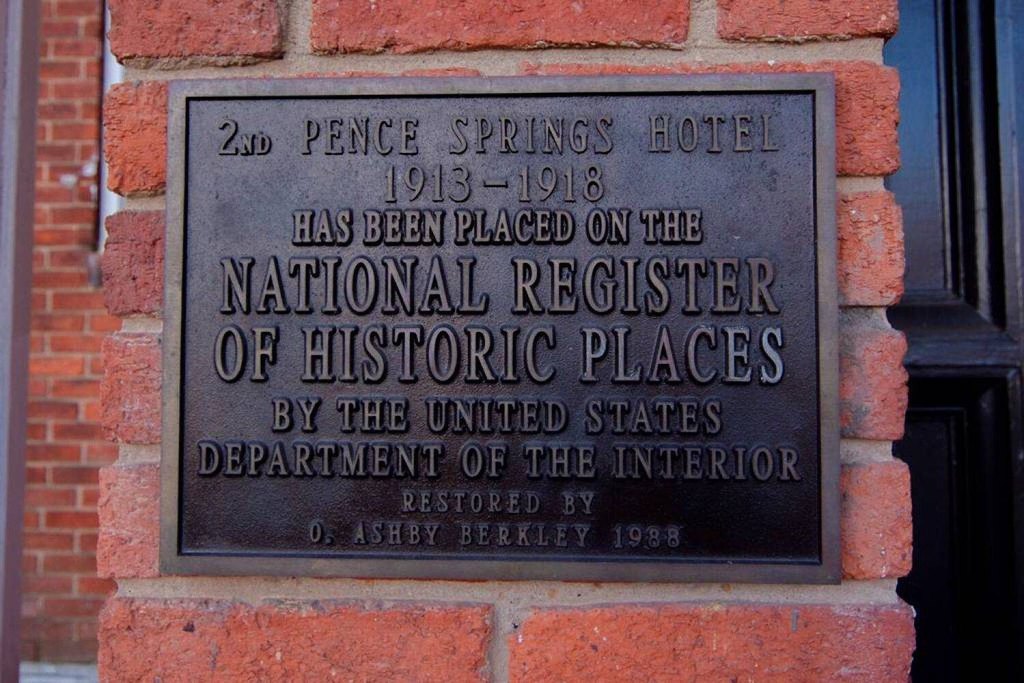 2ND PENCE SPRINGS HOTEL
1913-1918
HAS BEEN PLACED ON THE
NATIONAL REGISTER
OF HISTORIC PLACES
BY THE UNITED STATES
DEPARTMENT OF THE INTERIOR
RESTORED BY
O. ASHBY BERKLEY 1988